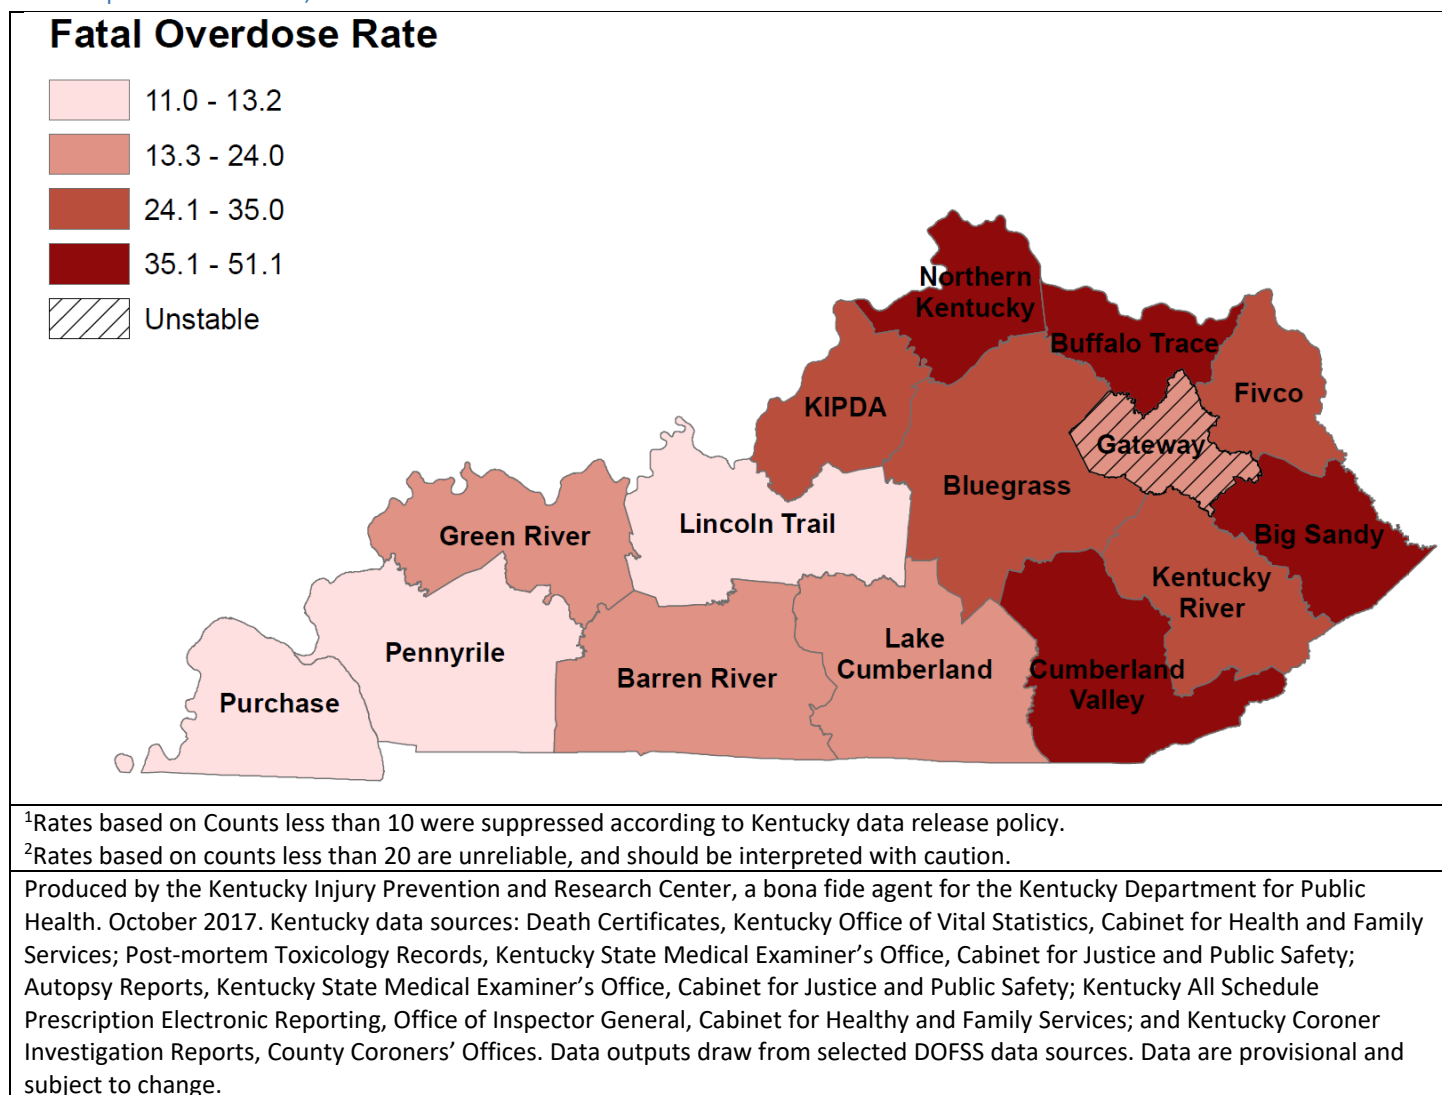 Fatal Overdose Rate
11.0 - 13.2
13.3 - 24.0
24.1 - 35.0
35.1 - 51.1
Unstable
Northern
Kentucky
Buffalo Trace
Fivco
KIPDA
Gateway
Bluegrass
Lincoln Trail
Green River
Big Sandy
Kentucky
River
Lake
Cumberland
Pennyrile
Barren River
Cumberland
Valley
Purchase
¹Rates based on Counts less than 10 were suppressed according to Kentucky data release policy.
²Rates based on counts less than 20 are unreliable, and should be interpreted with caution.
Produced by the Kentucky Injury Prevention and Research Center, a bona fide agent for the Kentucky Department for Public
Health. October 2017. Kentucky data sources: Death Certificates, Kentucky Office of Vital Statistics, Cabinet for Health and Family
Services; Post-mortem Toxicology Records, Kentucky State Medical Examiner’s Office, Cabinet for Justice and Public Safety;
Autopsy Reports, Kentucky State Medical Examiner’s Office, Cabinet for Justice and Public Safety; Kentucky All Schedule
Prescription Electronic Reporting, Office of Inspector General, Cabinet for Healthy and Family Services; and Kentucky Coroner
Investigation Reports, County Coroners’ Offices. Data outputs draw from selected DOFSS data sources. Data are provisional and
subject to change.